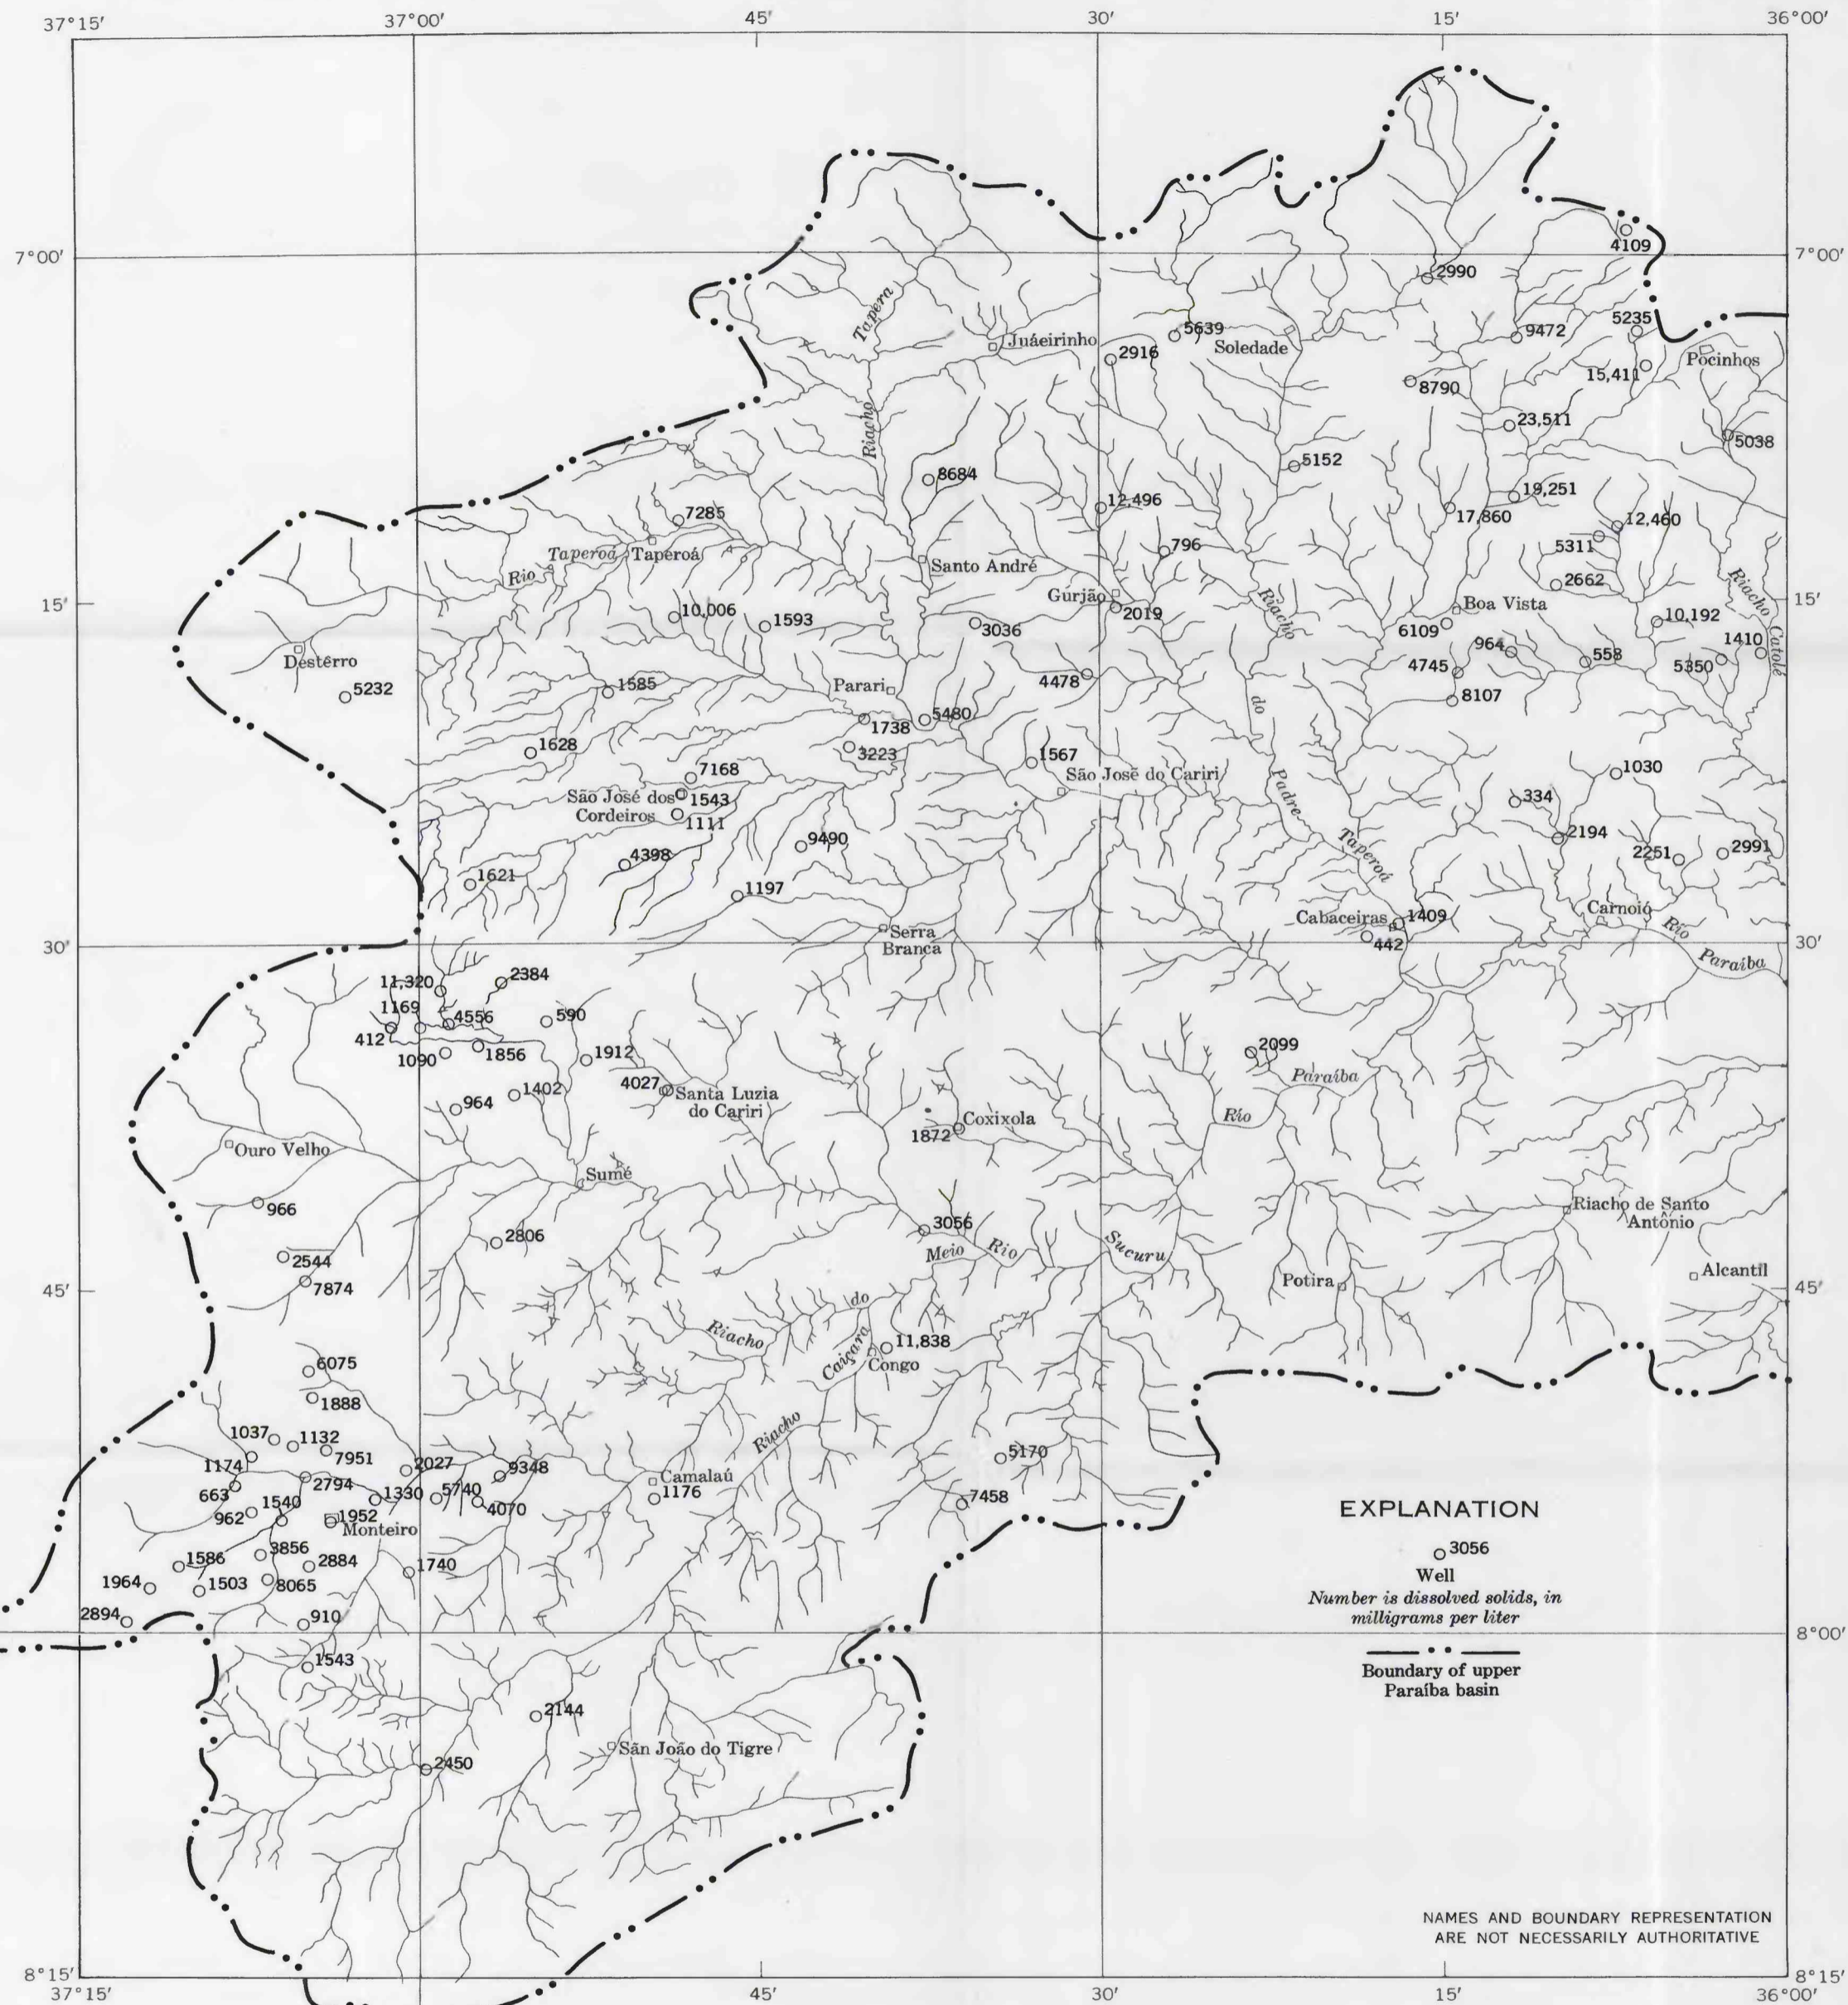 37°15′
37°00′
45′
30′
15′
36°00′
4109
7°00′
7°00′
2990
Tapera
5235
5639
9472
Juáeirinho
Soledade
2916
Pocinhos
15,411
8790
Riacho
23,511
5038
5152
8684
19,251
12,496
7285
17,860
12,460
796
5311
Taperoá
Taperoá
Santo André
Rio
2662
Riacho
Gurjão
15′
15′
Boa Vista
10,006
2019
Riacho
10,192
1593
3036
6109
1410
Catolé
964
558
Destêrro
4745
5350
4478
5232
1585
Parari
8107
do
5480
1738
1628
3223
1567
7168
São José do Cariri
1030
São José dos
Cordeiros
1543
Padre
334
1111
2194
9490
Taperoá
4398
2251
2991
1621
1197
Carnoió
Cabaceiras
1409
Rio
Serra
Branca
442
30′
30′
Paraíba
2384
11,320
1169
4556
590
412
1856
1912
2099
1090
Paraíba
4027
Santa Luzia
do Cariri
1402
964
Rio
Coxixola
1872
Ouro Velho
Sumé
966
Riacho de Santo
Antônio
3056
2806
Meio
Rio
Sucuru
2544
Alcantil
Potira
7874
45′
45′
do
Riacho
11,838
Caiçara
Congo
6075
1888
Riacho
1037
1132
7951
5170
1174
2027
9348
Camalaú
2794
663
1330
5740
1176
7458
1540
4070
962
1952
Monteiro
EXPLANATION
3056
Well
Number is dissolved solids, in
milligrams per liter
3856
1586
2884
1740
1964
1503
8065
2894
910
8°00′
1543
Boundary of upper
Paraíba basin
2144
São João do Tigre
2450
NAMES AND BOUNDARY REPRESENTATION
ARE NOT NECESSARILY AUTHORITATIVE
8°15′
8°15′
37°15′
45′
30′
15′
36°00′